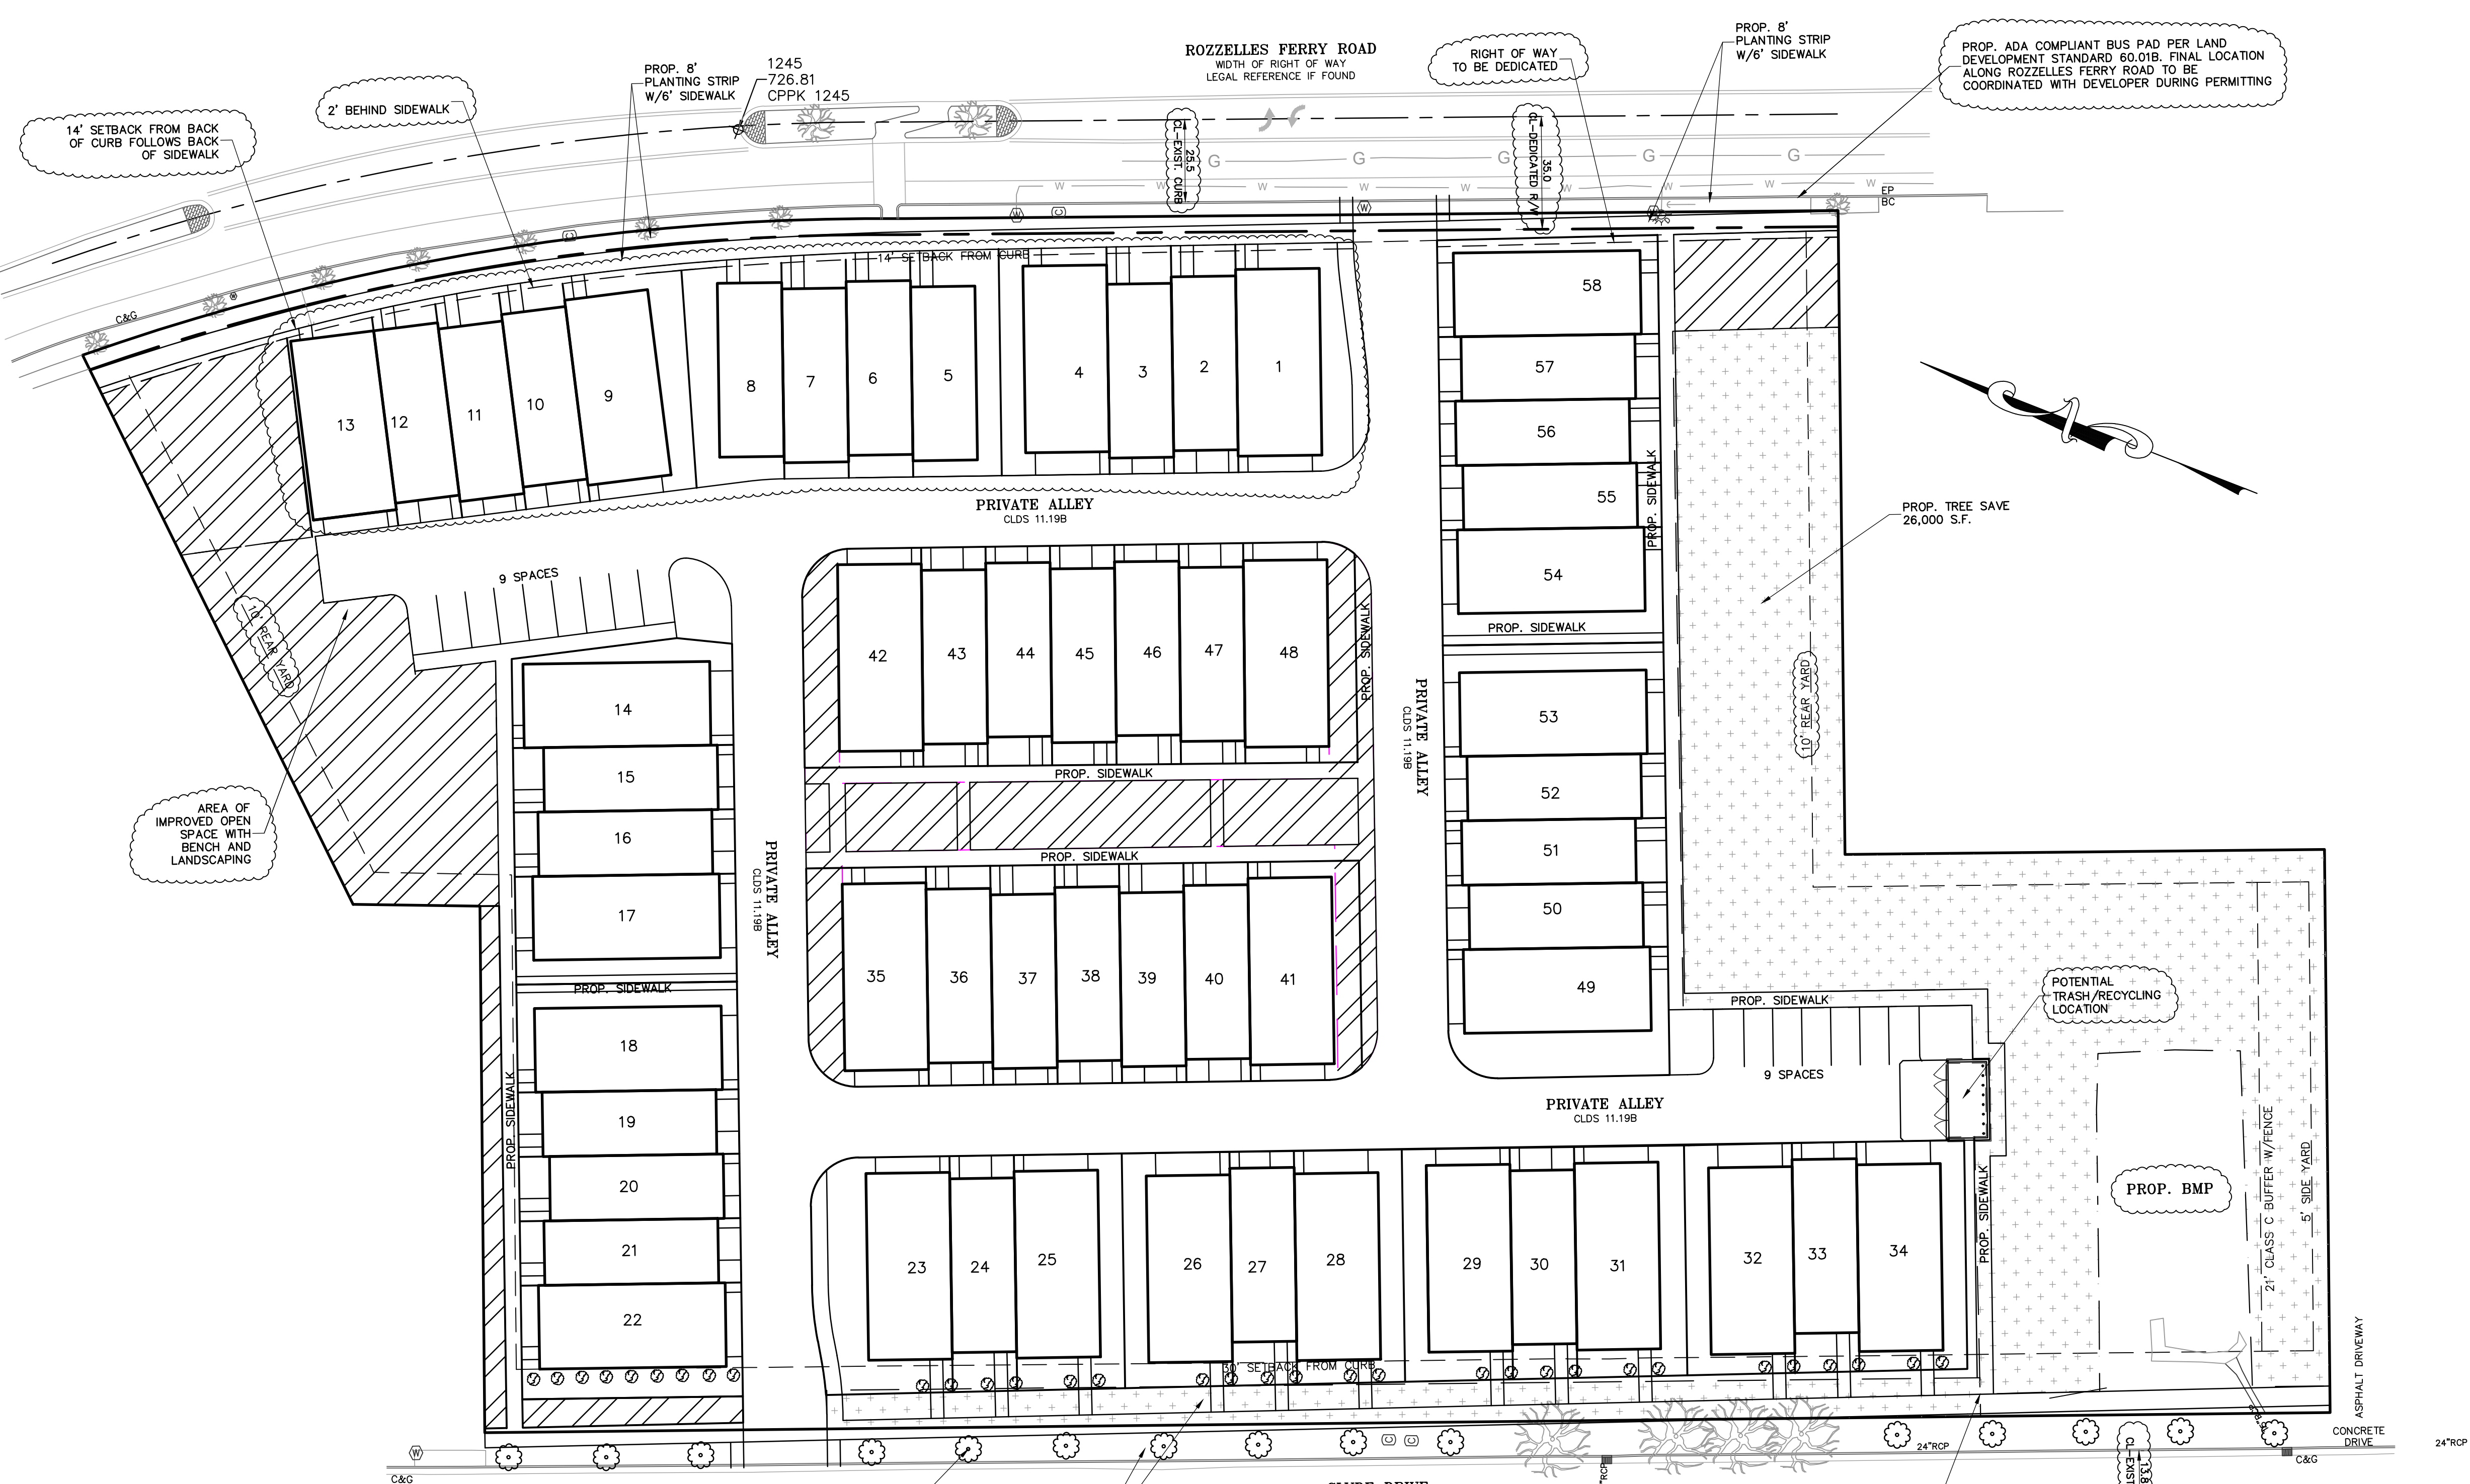 ROZZELLES FERRY ROAD
WIDTH OF RIGHT OF WAY
LEGAL REFERENCE IF FOUND
14' SETBACK FROM BACK
OF CURB FOLLOWS BACK
OF SIDEWALK
2' BEHIND SIDEWALK
PROP. 8'
PLANTING STRIP
W/6' SIDEWALK
1245
726.81
CPPK 1245
RIGHT OF WAY
TO BE DEDICATED
PROP. 8'
PLANTING STRIP
W/6' SIDEWALK
PROP. ADA COMPLIANT BUS PAD PER LAND
DEVELOPMENT STANDARD 60.01B. FINAL LOCATION
ALONG ROZZELLES FERRY ROAD TO BE
COORDINATED WITH DEVELOPER DURING PERMITTING
25.5
CL-EXIST. CURB
35.0
CL-DEDICATED R/W
G G G G G
W W W W W W W W W
EP
BC
W C W W
C
C&G
14' SETBACK FROM CURB
13 12 11 10 9 8 7 6 5 4 3 2 1
58
57
56
55
54
PROP. SIDEWALK
PROP. SIDEWALK
PRIVATE ALLEY
CLDS 11.19B
PROP. TREE SAVE
26,000 S.F.
9 SPACES
10' REAR YARD
42 43 44 45 46 47 48
PROP. SIDEWALK
PROP. SIDEWALK
PRIVATE ALLEY
CLDS 11.19B
53
52
51
50
49
10' REAR YARD
14
15
16
17
AREA OF
IMPROVED OPEN
SPACE WITH
BENCH AND
LANDSCAPING
PRIVATE ALLEY
CLDS 11.19B
PROP. SIDEWALK
35 36 37 38 39 40 41
PROP. SIDEWALK
PROP. SIDEWALK
18
19
20
21
22
PROP. SIDEWALK
9 SPACES
POTENTIAL
TRASH/RECYCLING
LOCATION
PRIVATE ALLEY
CLDS 11.19B
23 24 25 26 27 28 29 30 31 32 33 34
PROP. SIDEWALK
PROP. BMP
21' CLASS C BUFFER W/FENCE
5' SIDE YARD
30' SETBACK FROM CURB
ASPHALT DRIVEWAY
CONCRETE
DRIVE
24"RCP
24"RCP
W
C C
C&G
C&G
CL-EXIST
13.8